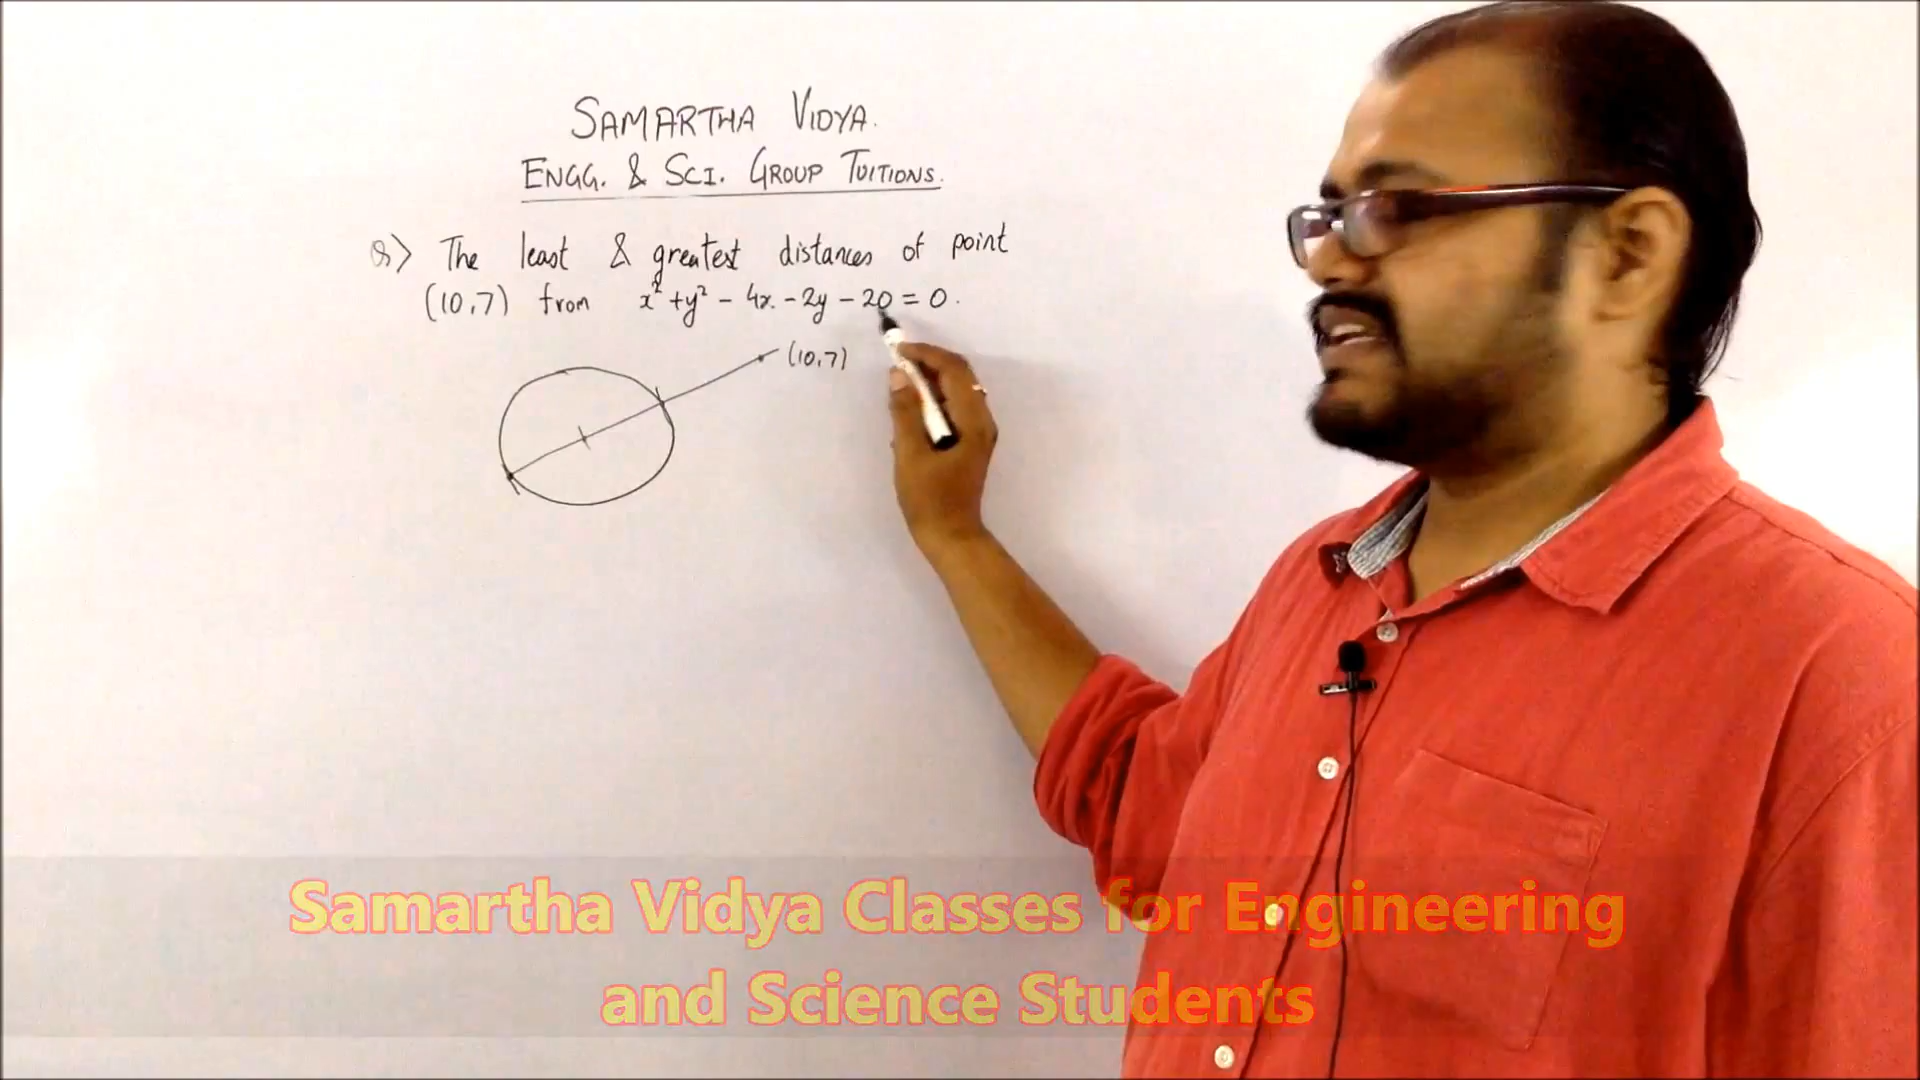 SAMARTHA VIDYA.
ENGG. & SCI. GROUP TUITIONS.
Q> The least & greatest distances of point
(10,7) from x² + y² - 4x - 2y - 20 = 0.
(10,7)
Samartha Vidya Classes for Engineering
and Science Students